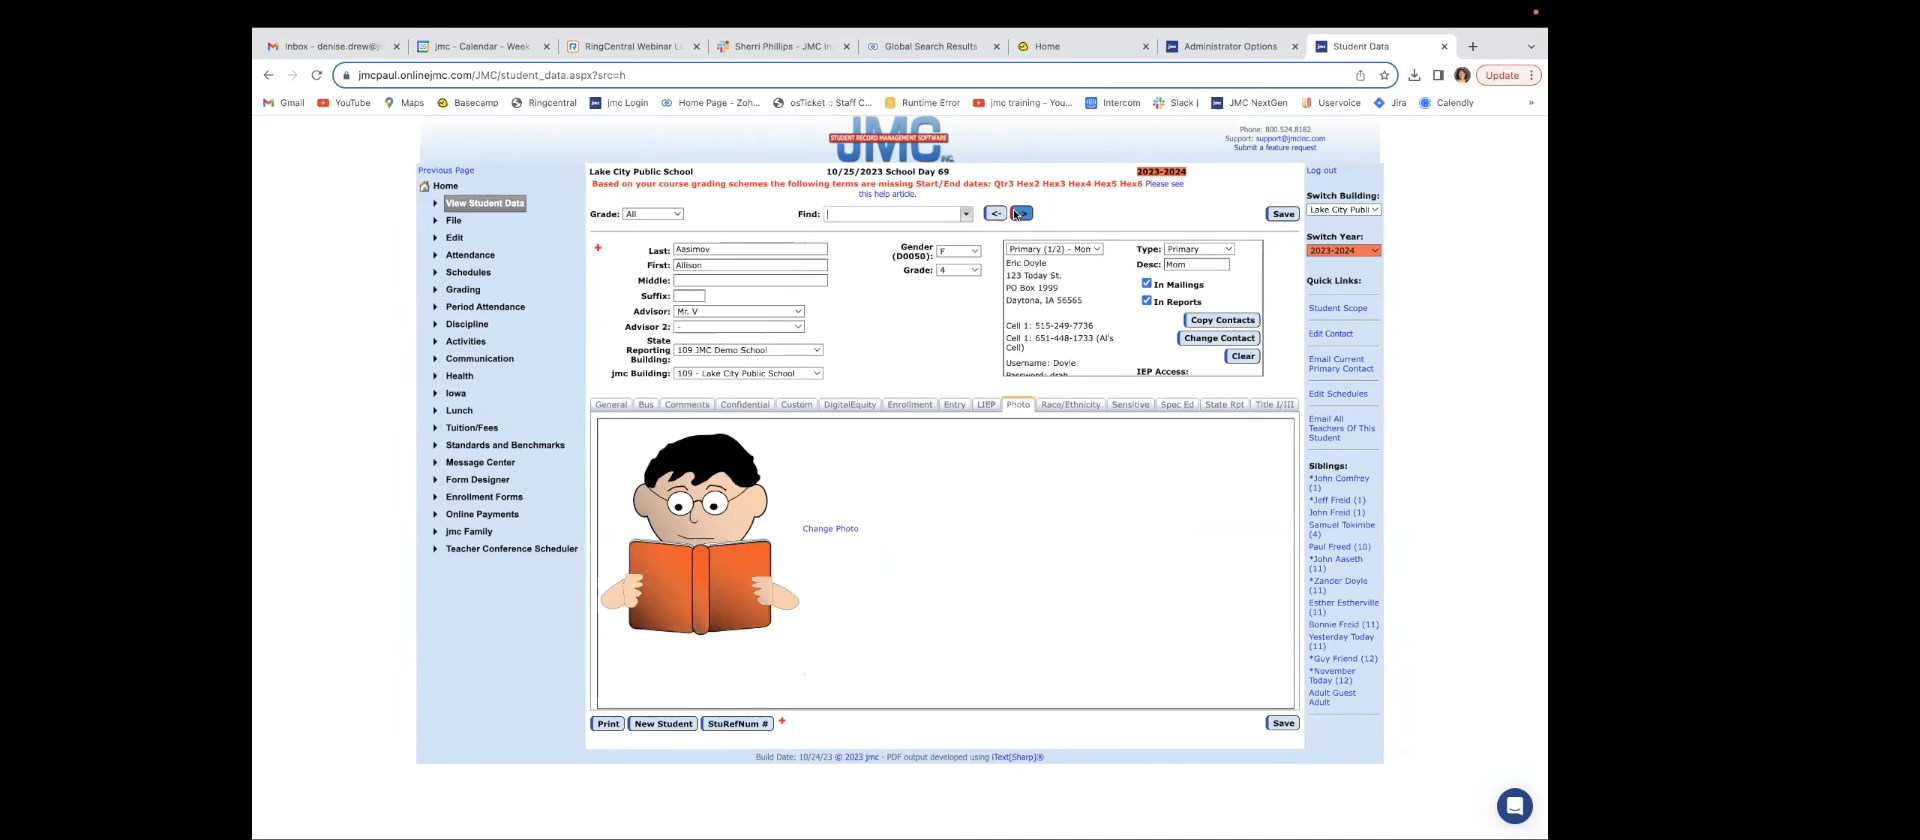 Inbox - denise.drew@j
jmc - Calendar - Week
RingCentral Webinar L
Sherri Phillips - JMC In
Global Search Results
Home
Administrator Options
Student Data
jmcpaul.onlinejmc.com/JMC/student_data.aspx?src=h
Update
Gmail
YouTube
Maps
Basecamp
Ringcentral
jmc Login
Home Page - Zoh...
osTicket :: Staff C...
Runtime Error
jmc training - You...
Intercom
Slack |
JMC NextGen
Uservoice
Jira
Calendly
»
JMC INC.
STUDENT RECORD MANAGEMENT SOFTWARE
Phone: 800.524.8182
Support: support@jmcinc.com
Submit a feature request
Previous Page
Home
View Student Data
File
Edit
Attendance
Schedules
Grading
Period Attendance
Discipline
Activities
Communication
Health
Iowa
Lunch
Tuition/Fees
Standards and Benchmarks
Message Center
Form Designer
Enrollment Forms
Online Payments
jmc Family
Teacher Conference Scheduler
Lake City Public School
10/25/2023 School Day 69
2023-2024
Based on your course grading schemes the following terms are missing Start/End dates: Qtr3 Hex2 Hex3 Hex4 Hex5 Hex6 Please see
this help article.
Grade: All
Find:
<-
->
Save
Last: Aasimov
First: Allison
Middle:
Suffix:
Advisor: Mr. V
Advisor 2: -
State
Reporting
Building: 109 JMC Demo School
jmc Building: 109 - Lake City Public School
Gender
(D0050): F
Grade: 4
Primary (1/2) - Mon
Eric Doyle
123 Today St.
PO Box 1999
Daytona, IA 56565
Cell 1: 515-249-7736
Cell 1: 651-448-1733 (Al's
Cell)
Username: Doyle
Password: drab
Type: Primary
Desc: Mom
In Mailings
In Reports
Copy Contacts
Change Contact
Clear
IEP Access:
General
Bus
Comments
Confidential
Custom
DigitalEquity
Enrollment
Entry
LIEP
Photo
Race/Ethnicity
Sensitive
Spec Ed
State Rpt
Title I/III
Change Photo
Print
New Student
StuRefNum #
Save
Build Date: 10/24/23 © 2023 jmc - PDF output developed using iText[Sharp]®
Log out
Switch Building:
Lake City Publi
Switch Year:
2023-2024
Quick Links:
Student Scope
Edit Contact
Email Current
Primary Contact
Edit Schedules
Email All
Teachers Of This
Student
Siblings:
*John Comfrey
(1)
*Jeff Freid (1)
John Freid (1)
Samuel Tokimbe
(4)
Paul Freed (10)
*John Aaseth
(11)
*Zander Doyle
(11)
Esther Estherville
(11)
Bonnie Freid (11)
Yesterday Today
(11)
*Guy Friend (12)
*November
Today (12)
Adult Guest
Adult